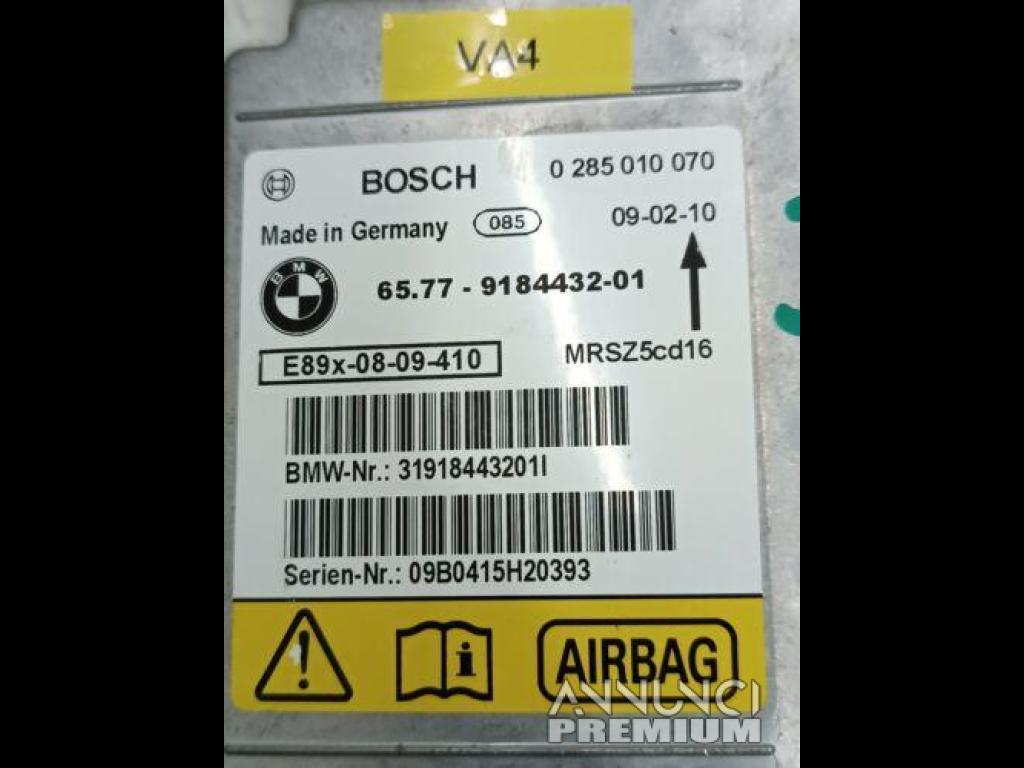 VA4
BOSCH 0 285 010 070
Made in Germany 085 09-02-10
BMW
65.77 - 9184432-01
E89x-08-09-410 MRSZ5cd16
BMW-Nr.: 31918443201I
Serien-Nr.: 09B0415H20393
i AIRBAG
ANNUNCI
PREMIUM